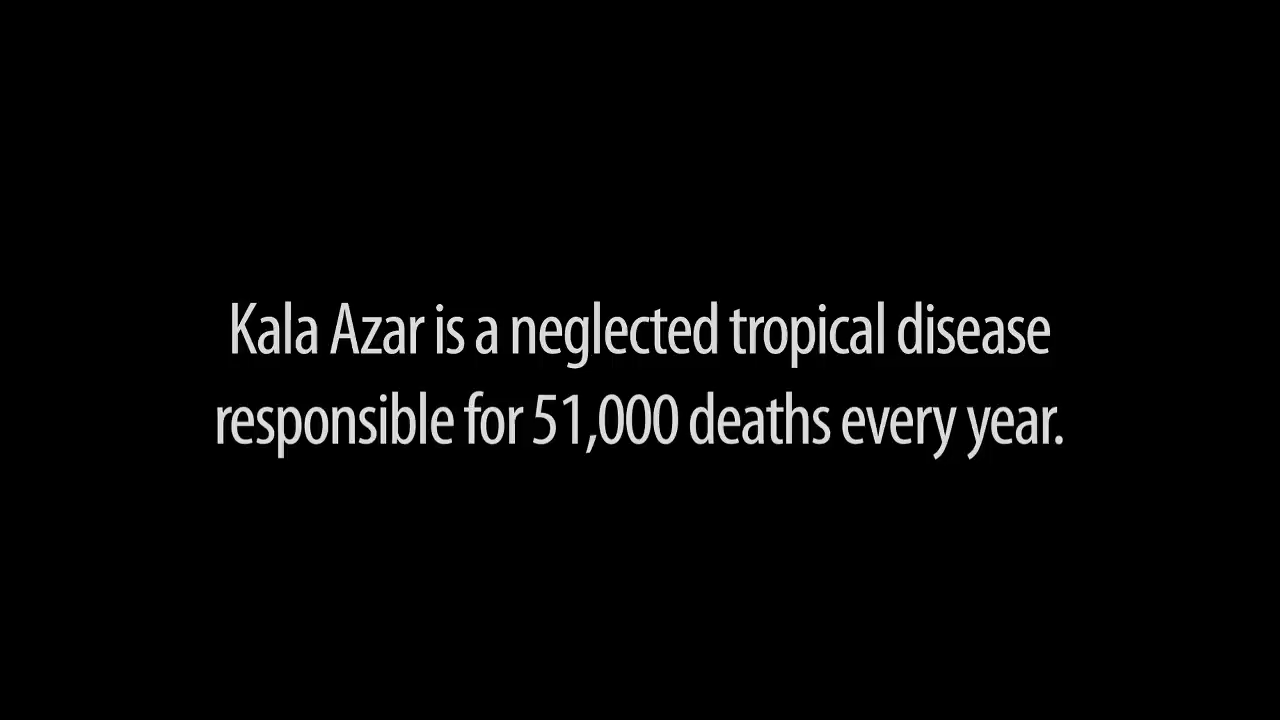 Kala Azar is a neglected tropical disease
responsible for 51,000 deaths every year.